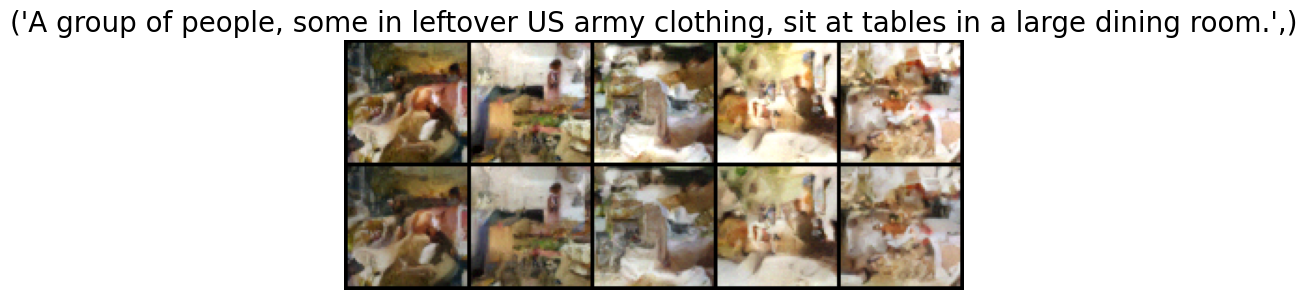 ('A group of people, some in leftover US army clothing, sit at tables in a large dining room.',)